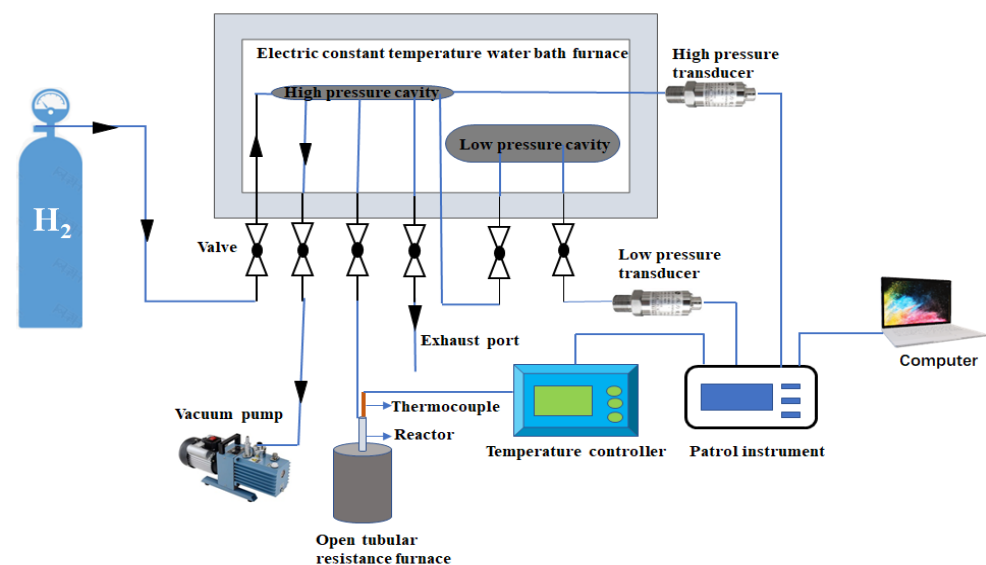 Electric constant temperature water bath furnace
High pressure
transducer
High pressure cavity
Low pressure cavity
H₂
Valve
Low pressure
transducer
Exhaust port
Computer
Thermocouple
Vacuum pump
Reactor
Temperature controller
Patrol instrument
Open tubular
resistance furnace